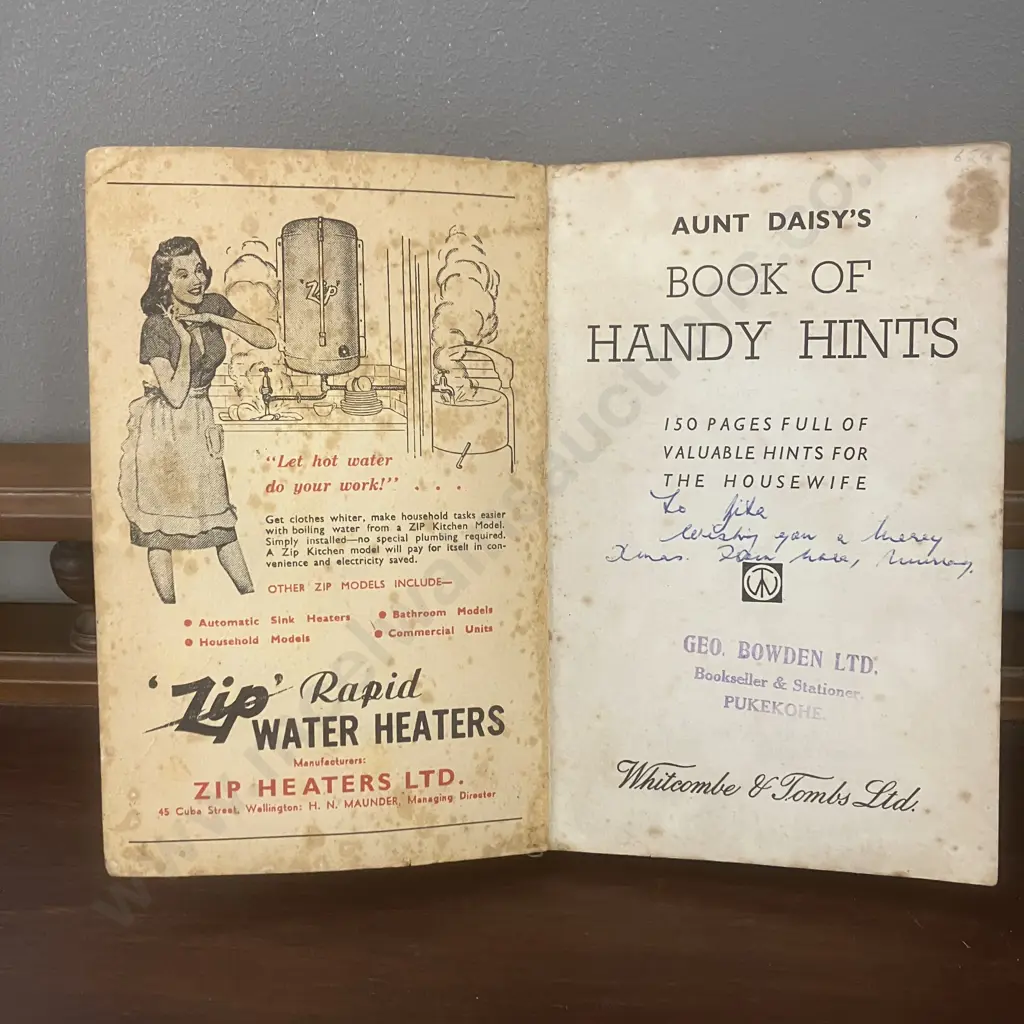 'Zip'
"Let hot water
do your work!" . . .
Get clothes whiter, make household tasks easier
with boiling water from a ZIP Kitchen Model.
Simply installed—no special plumbing required.
A Zip Kitchen model will pay for itself in con-
venience and electricity saved.
OTHER ZIP MODELS INCLUDE—
● Automatic Sink Heaters ● Bathroom Models
● Household Models ● Commercial Units
'Zip' Rapid
WATER HEATERS
Manufacturers:
ZIP HEATERS LTD.
45 Cuba Street, Wellington: H. N. MAUNDER, Managing Director
AUNT DAISY'S
BOOK OF
HANDY HINTS
150 PAGES FULL OF
VALUABLE HINTS FOR
THE HOUSEWIFE
To
Wishing you a merry
Xmas.
GEO. BOWDEN LTD.
Bookseller & Stationer.
PUKEKOHE.
Whitcombe & Tombs Ltd.